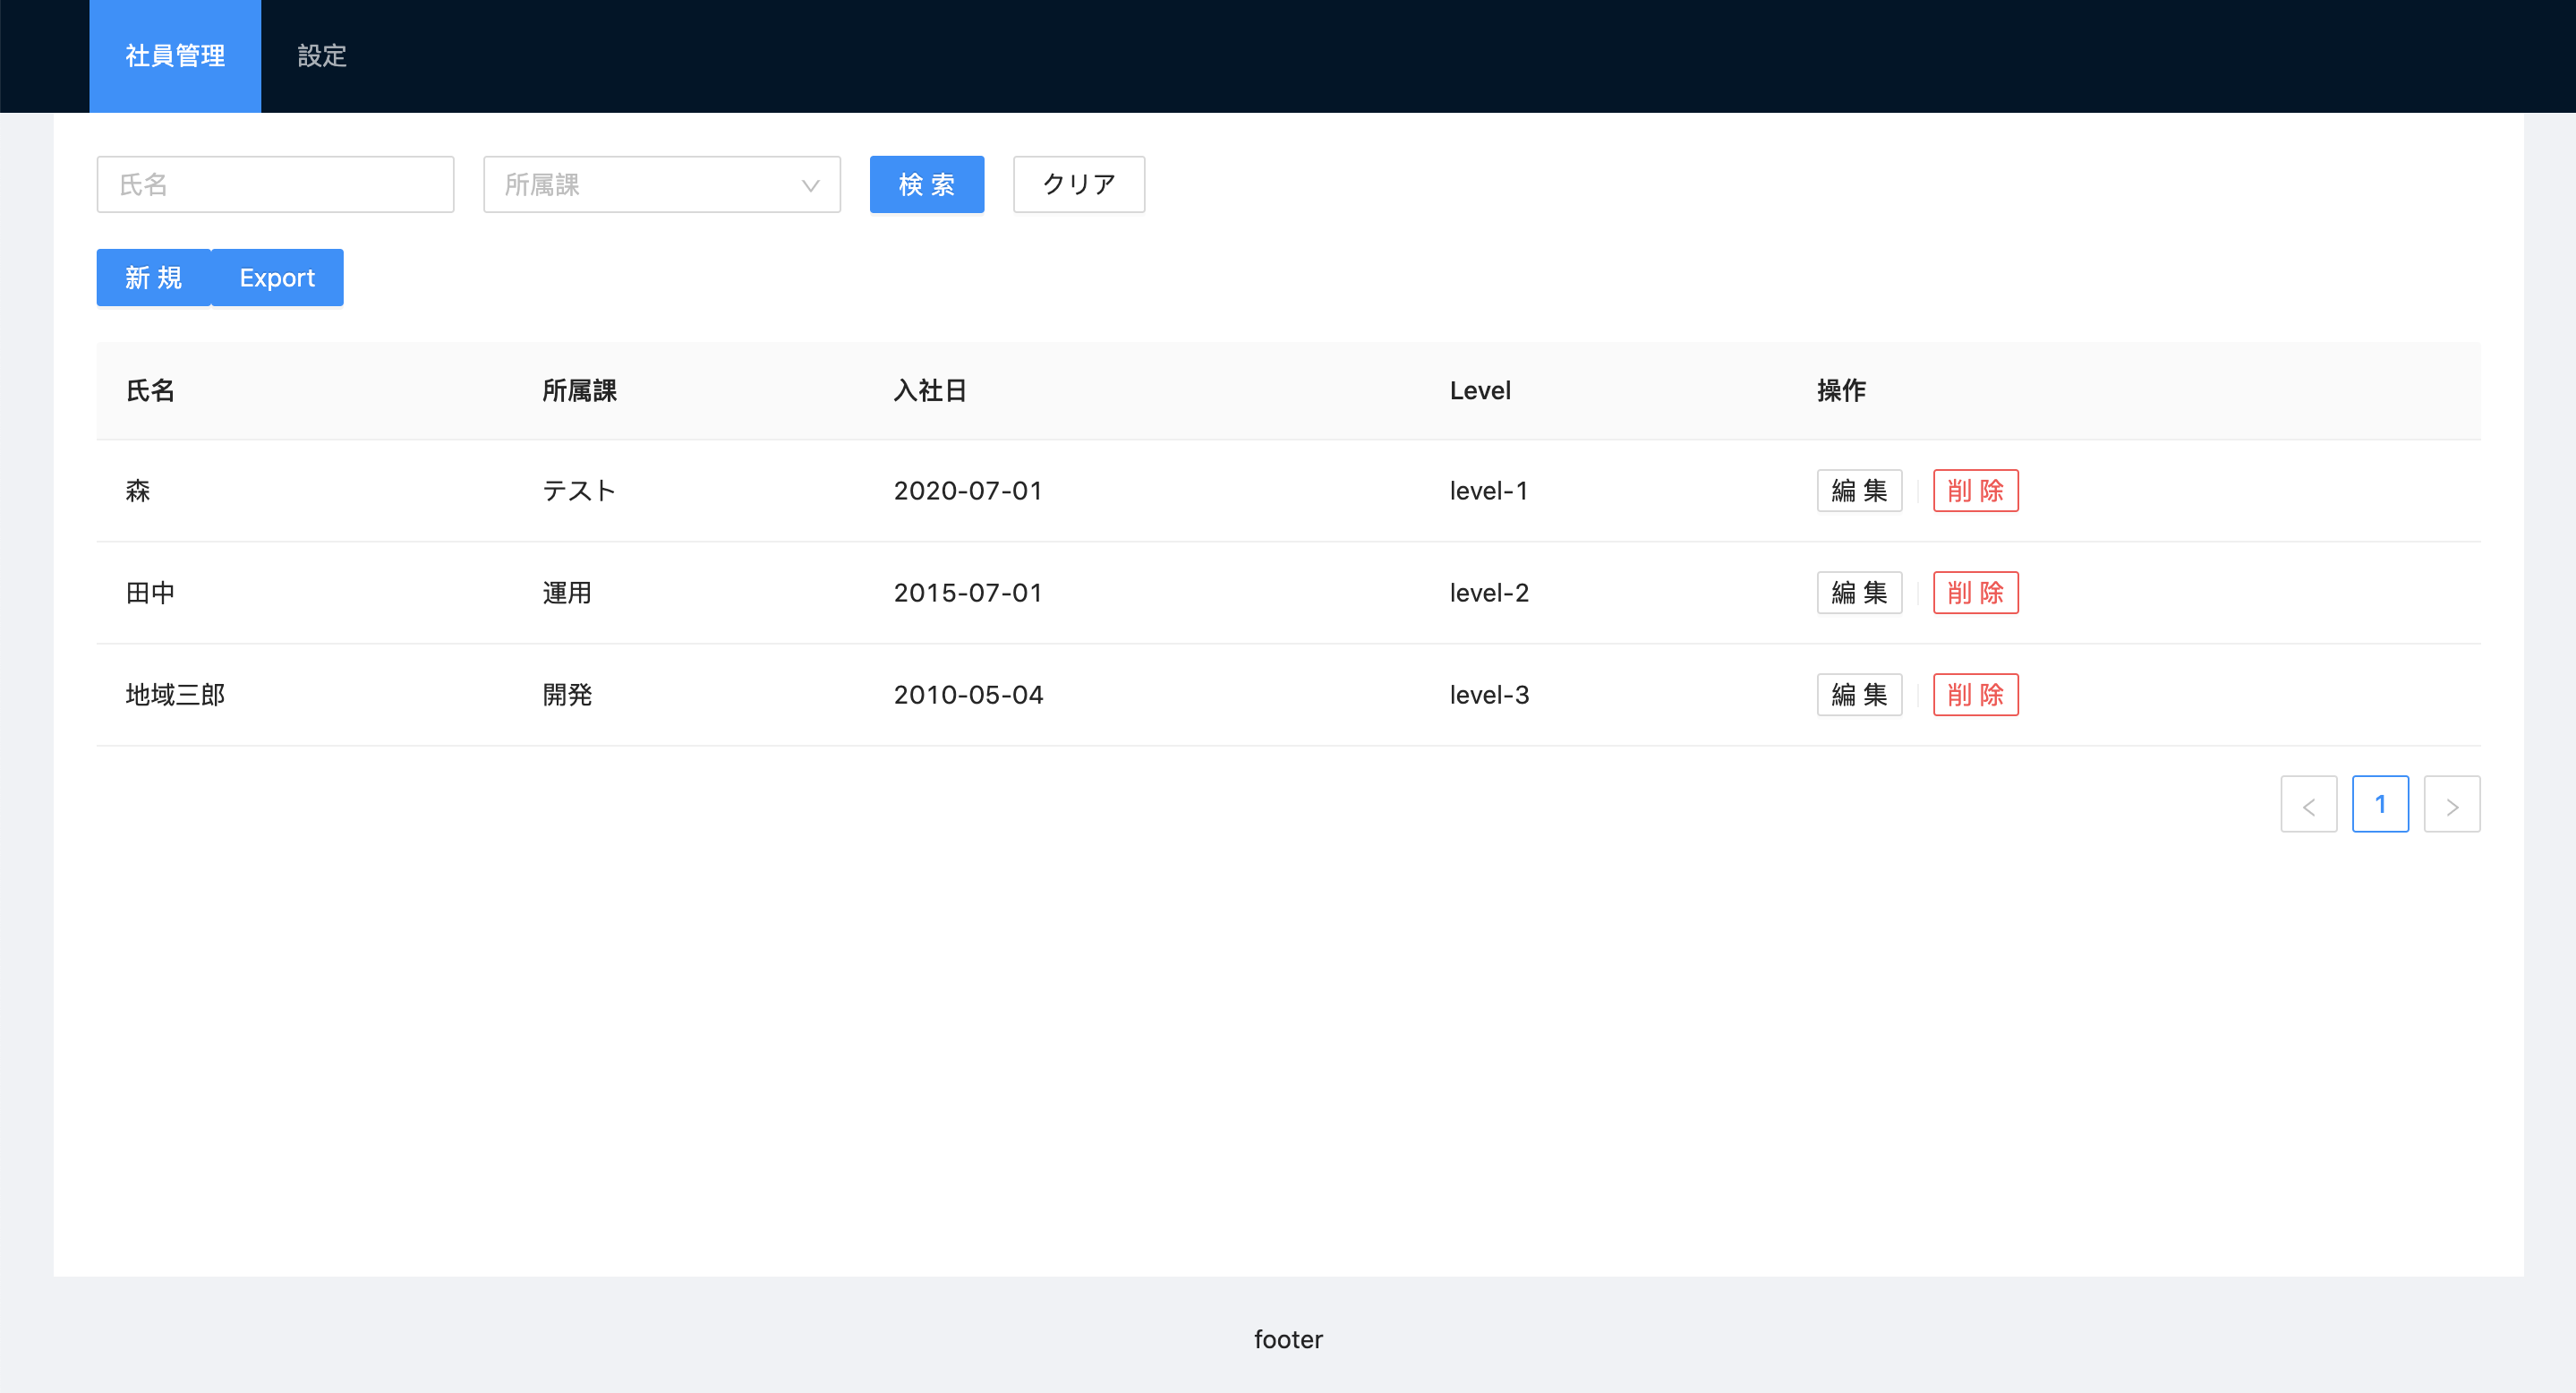 社員管理 設定
氏名 所属課 検索 クリア
新規 Export
氏名 所属課 入社日 Level 操作
森 テスト 2020-07-01 level-1 編集 削除
田中 運用 2015-07-01 level-2 編集 削除
地域三郎 開発 2010-05-04 level-3 編集 削除
< 1 >
footer